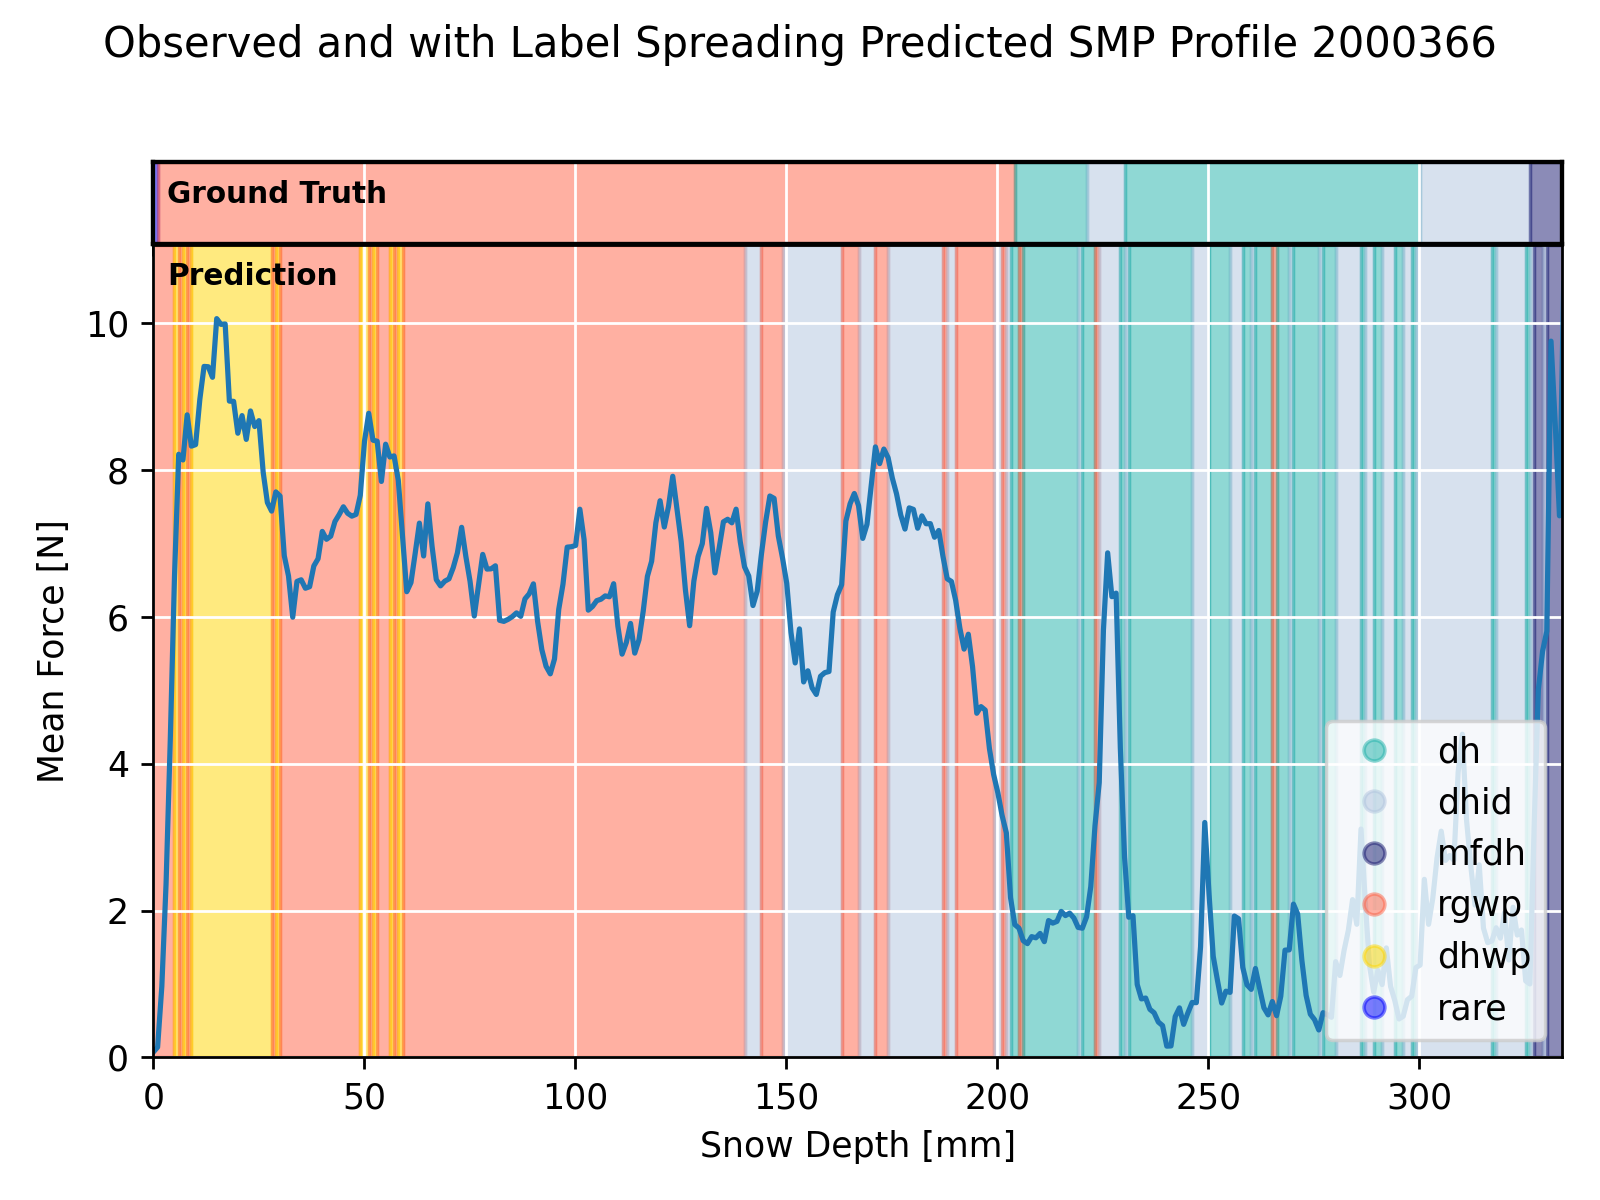 Observed and with Label Spreading Predicted SMP Profile 2000366
Ground Truth
Prediction
10
8
6
4
2
0
Mean Force [N]
dh
dhid
mfdh
rgwp
dhwp
rare
0 50 100 150 200 250 300
Snow Depth [mm]